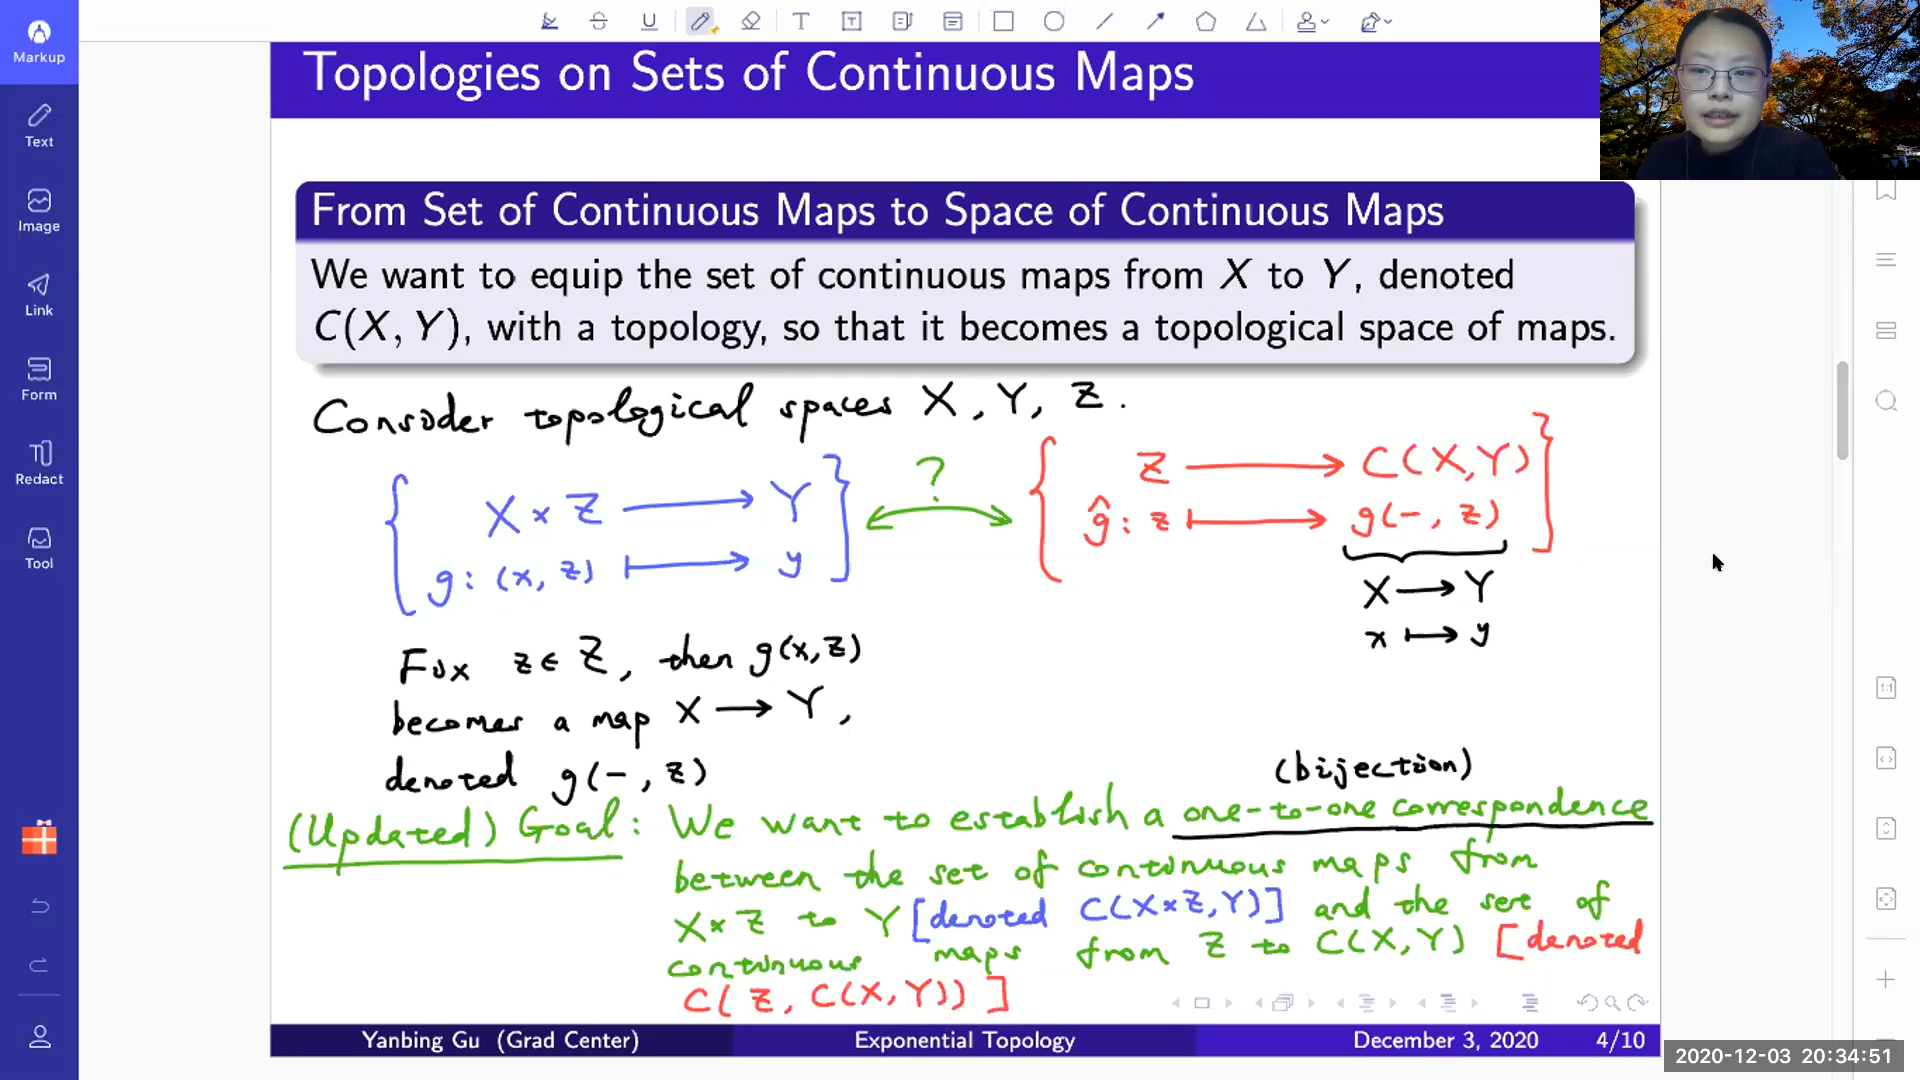 Markup
Text
Image
Link
Form
Redact
Tool
Topologies on Sets of Continuous Maps
From Set of Continuous Maps to Space of Continuous Maps
We want to equip the set of continuous maps from X to Y, denoted
C(X, Y), with a topology, so that it becomes a topological space of maps.
Consider topological spaces X, Y, Z.
{ X × Z ⟶ Y }
g: (x, z) ⟼ y
?
{ Z ⟶ C(X,Y) }
ĝ: z ⟼ g(-, z)
X ⟶ Y
x ⟼ y
Fix z ∈ Z, then g(x,z)
becomes a map X ⟶ Y,
denoted g(-, z)
(bijection)
(Updated) Goal: We want to establish a one-to-one correspondence
between the set of continuous maps from
X × Z to Y [denoted C(X×Z,Y)] and the set of
continuous maps from Z to C(X,Y) [denoted
C(Z, C(X,Y))]
Yanbing Gu (Grad Center) Exponential Topology December 3, 2020 4/10
2020-12-03 20:34:51